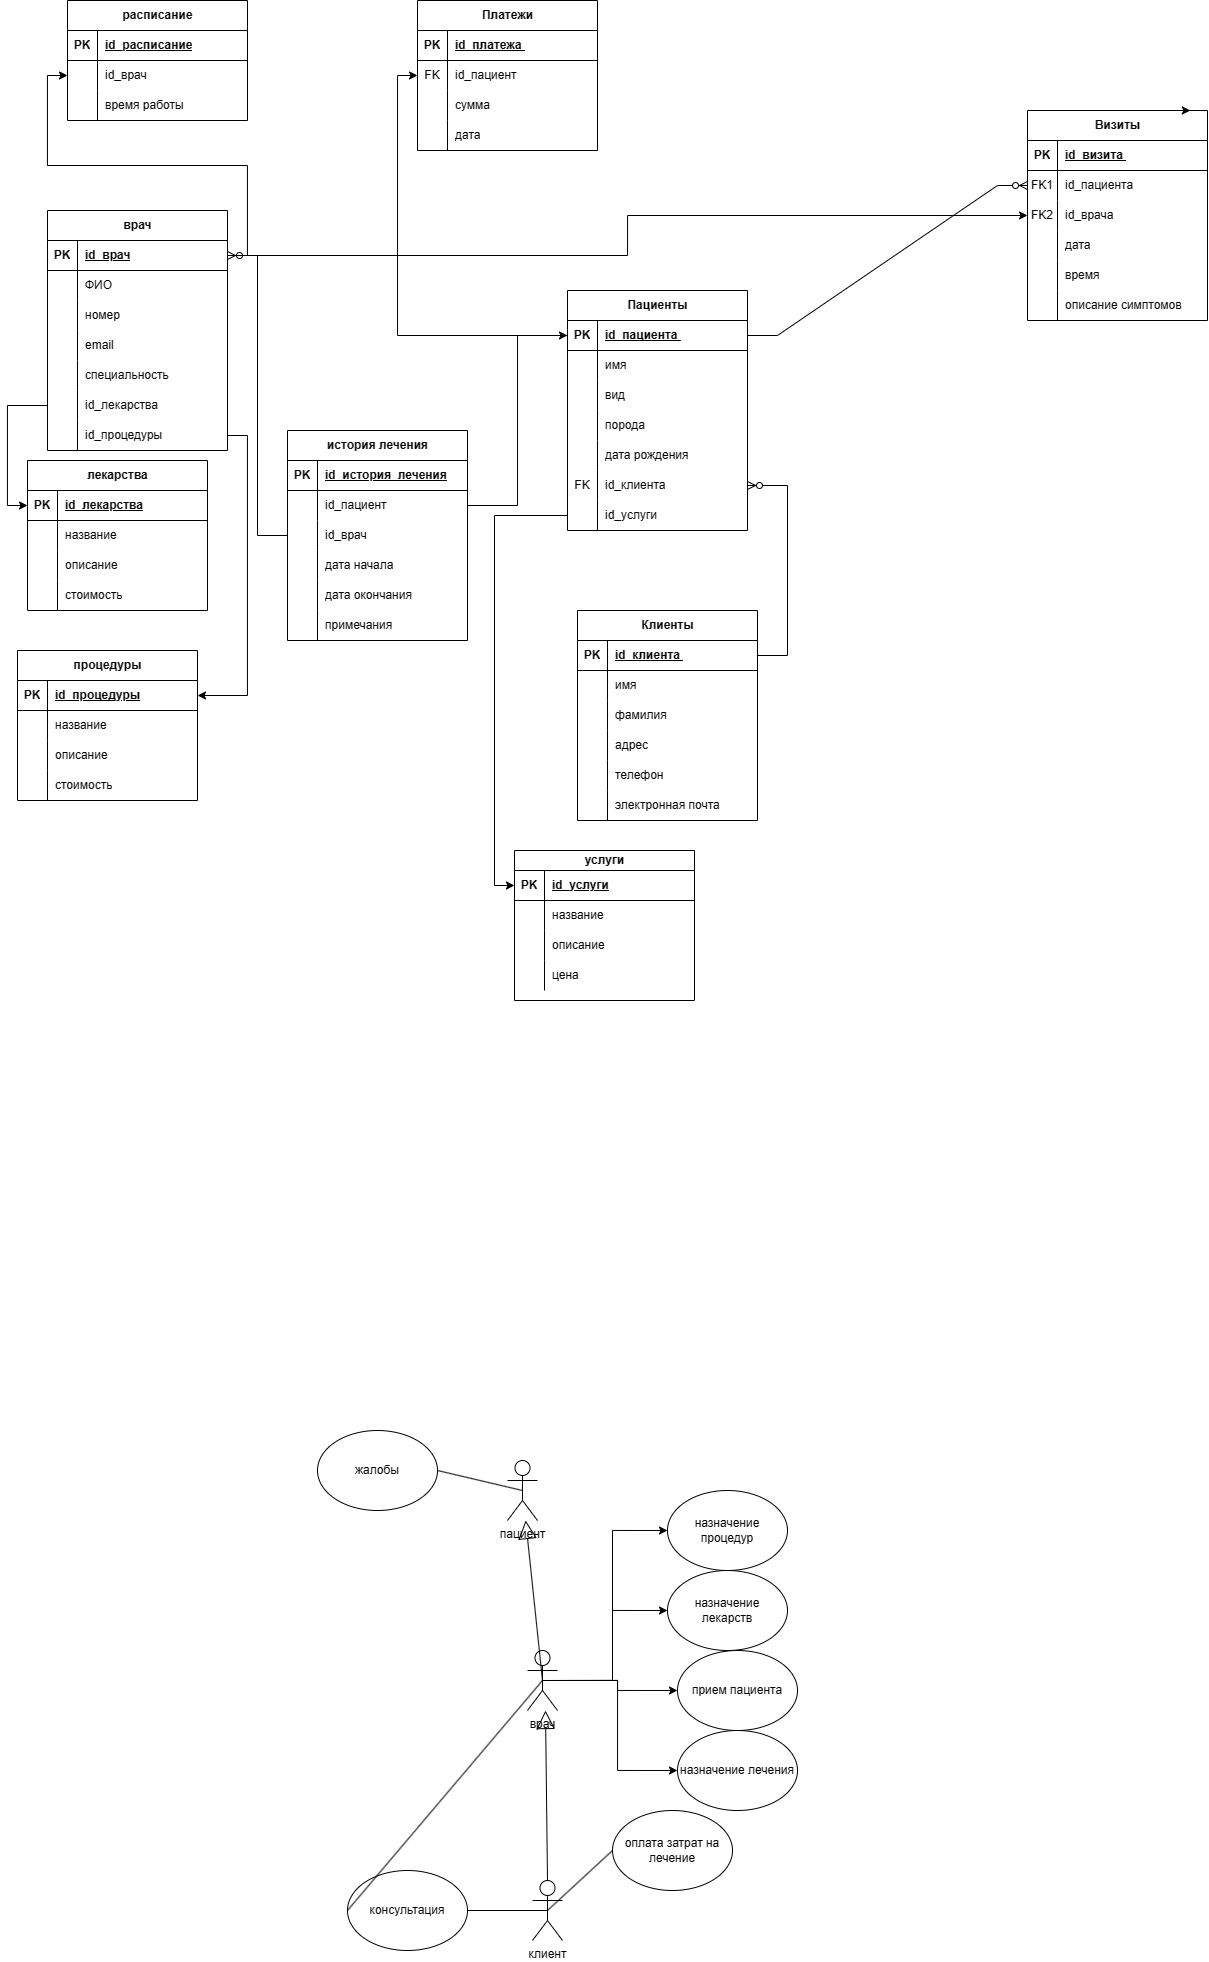 расписание
PK id_расписание
id_врач
время работы
Платежи
PK id_платежа
FK id_пациент
сумма
дата
Визиты
PK id_визита
FK1 id_пациента
FK2 id_врача
дата
время
описание симптомов
врач
PK id_врач
ФИО
номер
email
специальность
id_лекарства
id_процедуры
Пациенты
PK id_пациента
имя
вид
порода
дата рождения
FK id_клиента
id_услуги
история лечения
PK id_история_лечения
id_пациент
id_врач
дата начала
дата окончания
примечания
лекарства
PK id_лекарства
название
описание
стоимость
Клиенты
PK id_клиента
имя
фамилия
адрес
телефон
электронная почта
процедуры
PK id_процедуры
название
описание
стоимость
услуги
PK id_услуги
название
описание
цена
жалобы
пациент
назначение
процедур
назначение
лекарств
прием пациента
врач
назначение лечения
оплата затрат на
лечение
консультация
клиент